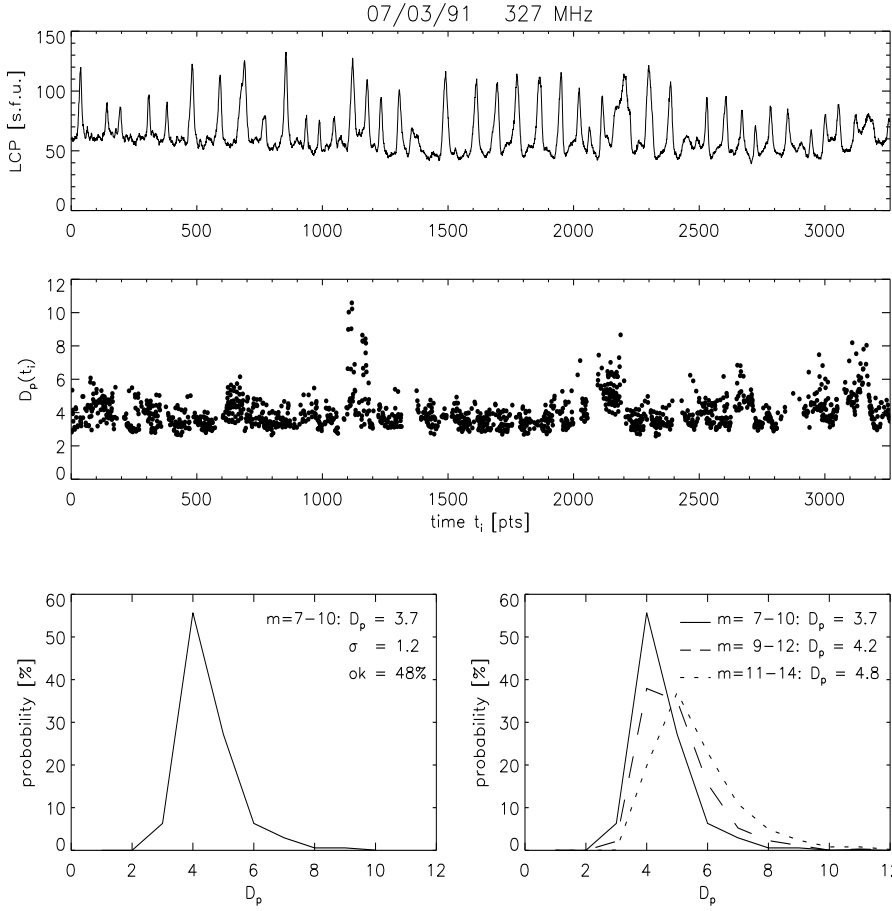 07/03/91 327 MHz
LCP [s.f.u.]
150
100
50
0
0 500 1000 1500 2000 2500 3000
D_p(t_i)
12
10
8
6
4
2
0
0 500 1000 1500 2000 2500 3000
time t_i [pts]
probability [%]
60
50
40
30
20
10
0
m=7-10: D_p = 3.7
σ = 1.2
ok = 48%
0 2 4 6 8 10 12
D_p
probability [%]
60
50
40
30
20
10
0
m= 7-10: D_p = 3.7
m= 9-12: D_p = 4.2
m=11-14: D_p = 4.8
0 2 4 6 8 10 12
D_p